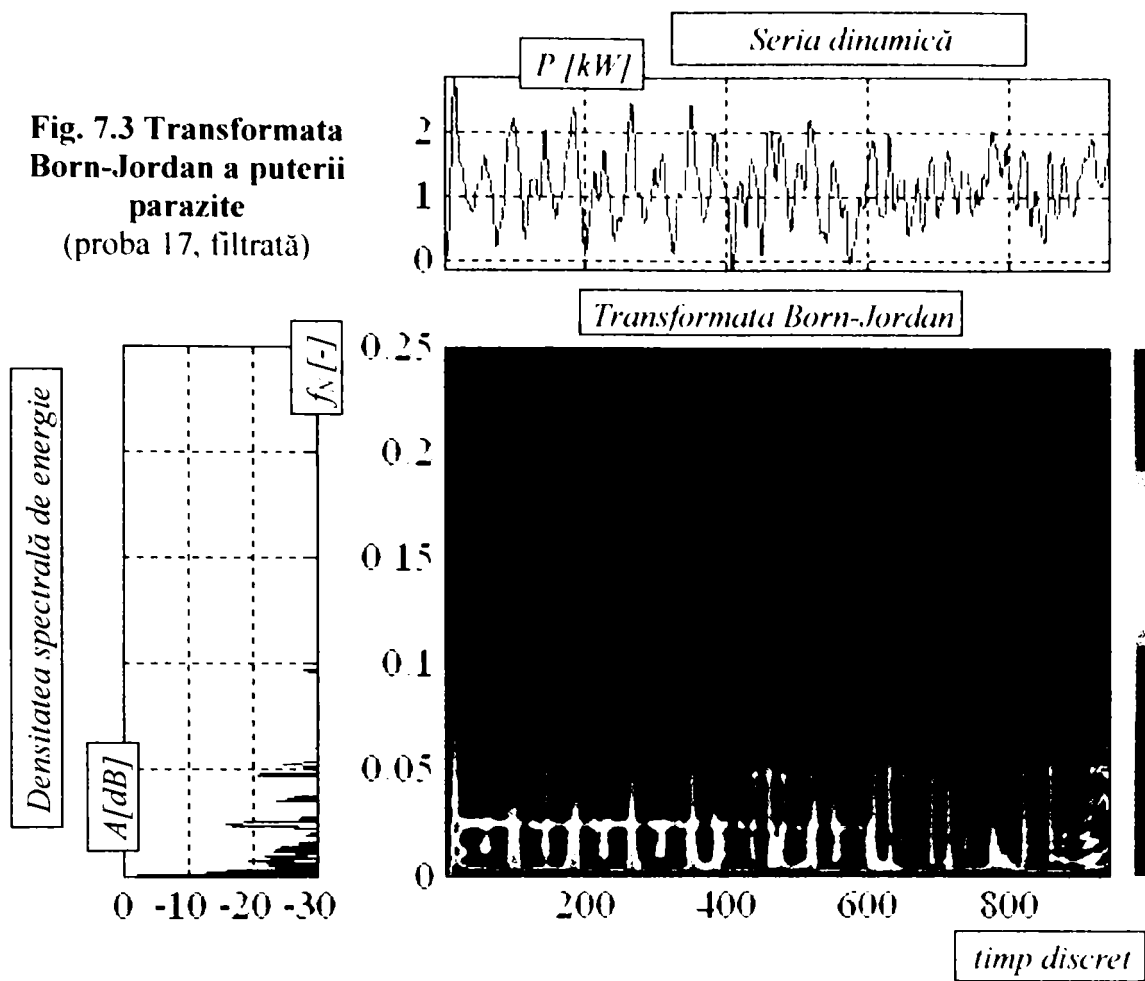 Seria dinamică
P [kW]
Fig. 7.3 Transformata
Born-Jordan a puterii
parazite
(proba 17, filtrată)
2
1
0
Transformata Born-Jordan
Densitatea spectrală de energie
f_N [-]
A[dB]
0.25
0.2
0.15
0.1
0.05
0
0 -10 -20 -30
200 400 600 800
timp discret